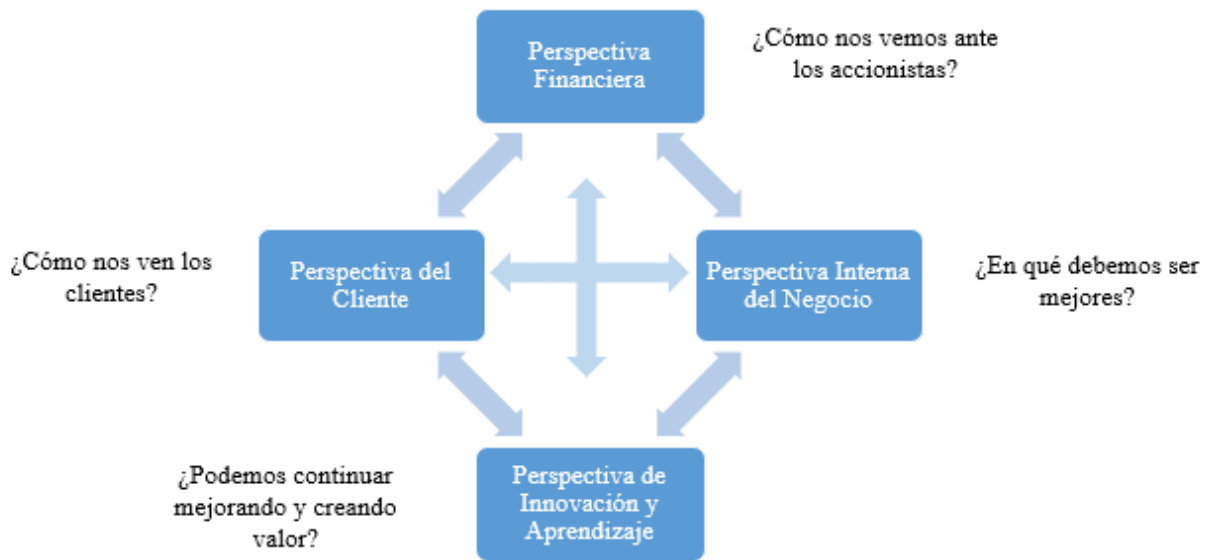 Perspectiva
Financiera
¿Cómo nos vemos ante
los accionistas?
¿Cómo nos ven los
clientes?
Perspectiva del
Cliente
Perspectiva Interna
del Negocio
¿En qué debemos ser
mejores?
¿Podemos continuar
mejorando y creando
valor?
Perspectiva de
Innovación y
Aprendizaje